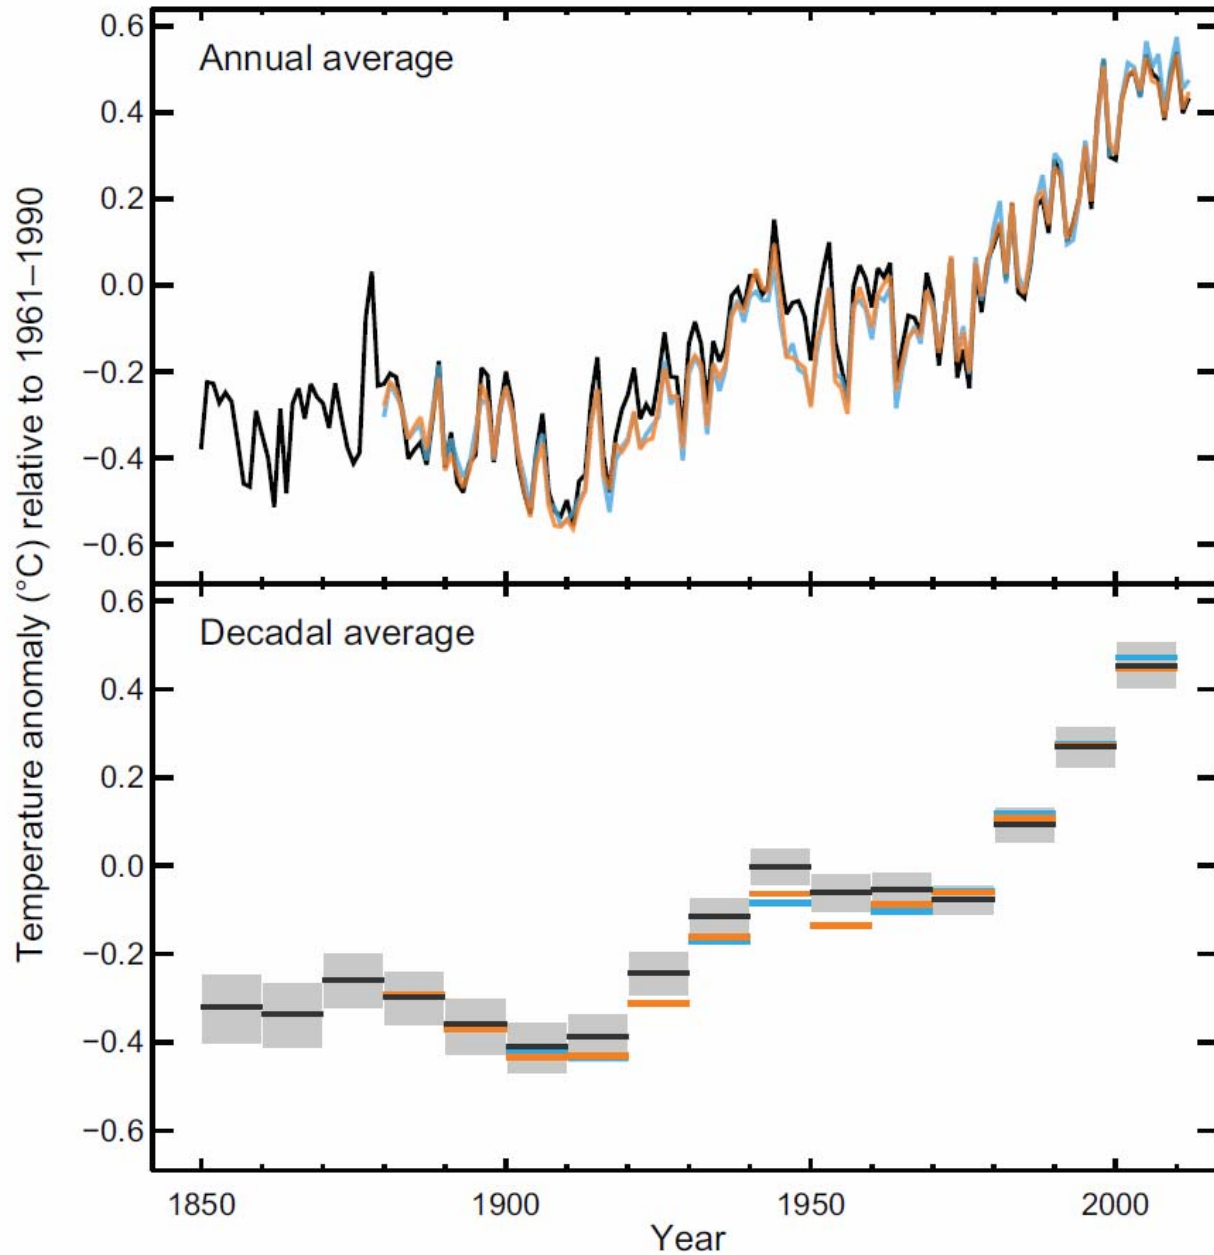 Temperature anomaly (°C) relative to 1961–1990
Annual average
0.6
0.4
0.2
0.0
−0.2
−0.4
−0.6
Decadal average
0.6
0.4
0.2
0.0
−0.2
−0.4
−0.6
1850 1900 1950 2000
Year